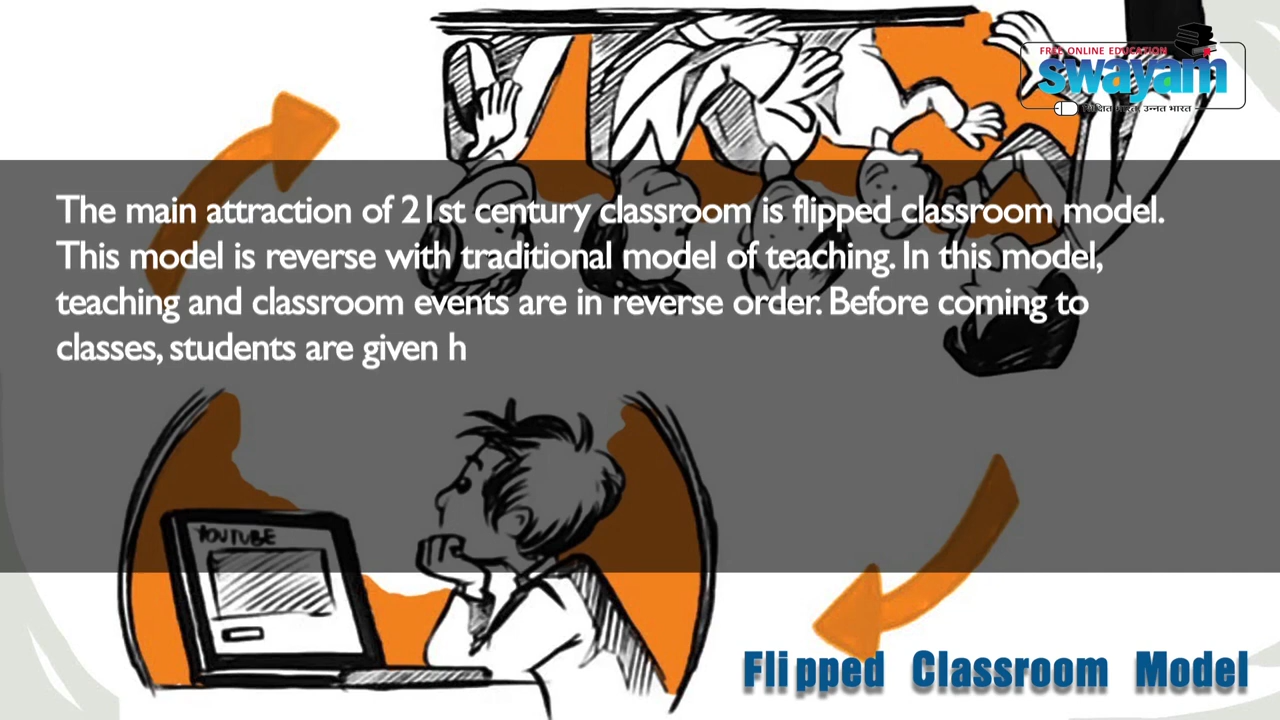 FREE ONLINE EDUCATION
swayam
शिक्षित भारत, उन्नत भारत
The main attraction of 21st century classroom is flipped classroom model.
This model is reverse with traditional model of teaching. In this model,
teaching and classroom events are in reverse order. Before coming to
classes, students are given h
YOUTUBE
Flipped Classroom Model